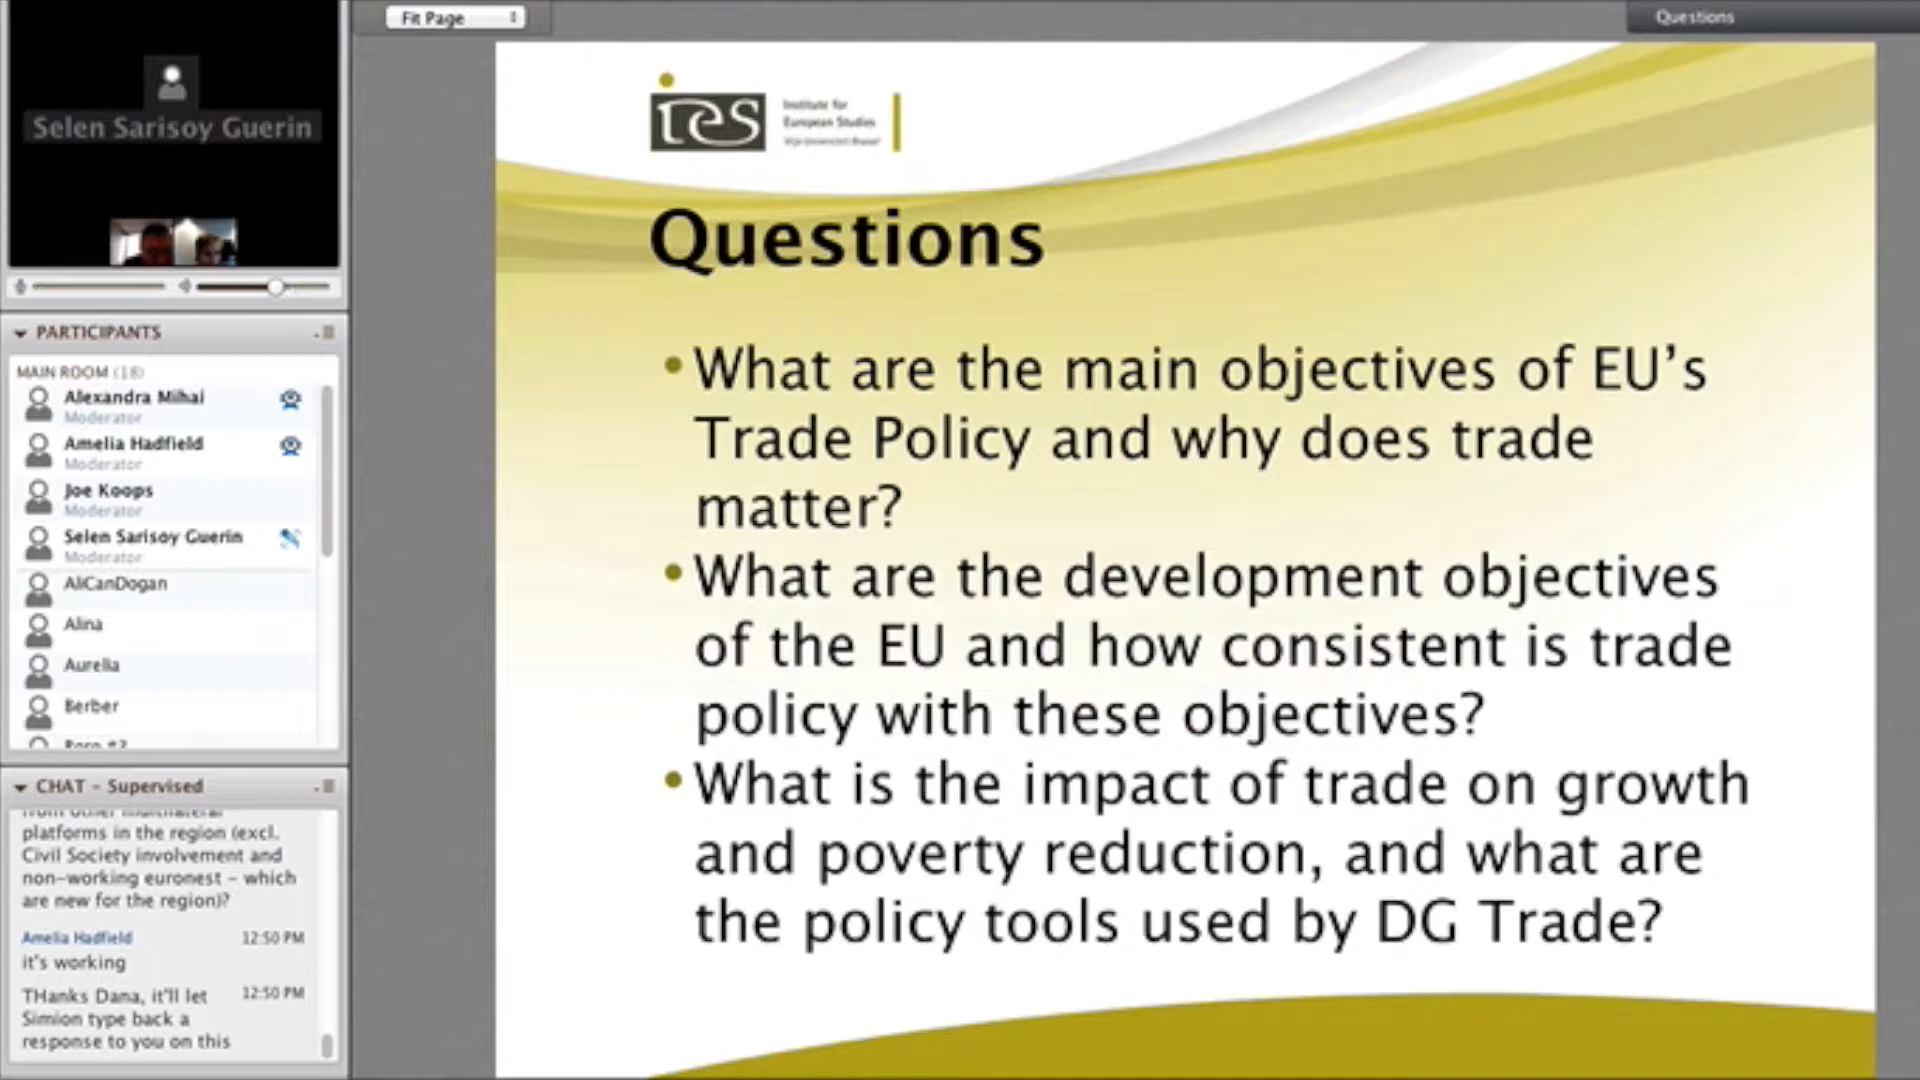 Fit Page
Questions
Selen Sarisoy Guerin
PARTICIPANTS
MAIN ROOM (18)
Alexandra Mihai
Moderator
Amelia Hadfield
Moderator
Joe Koops
Moderator
Selen Sarisoy Guerin
Moderator
AliCanDogan
Alina
Aurelia
Berber
CHAT - Supervised
from other multilateral
platforms in the region (excl.
Civil Society involvement and
non-working euronest - which
are new for the region)?
Amelia Hadfield 12:50 PM
it's working
THanks Dana, it'll let 12:50 PM
Simion type back a
response to you on this
ies
Institute for
European Studies
Vrije Universiteit Brussel
Questions
•What are the main objectives of EU's
Trade Policy and why does trade
matter?
•What are the development objectives
of the EU and how consistent is trade
policy with these objectives?
•What is the impact of trade on growth
and poverty reduction, and what are
the policy tools used by DG Trade?